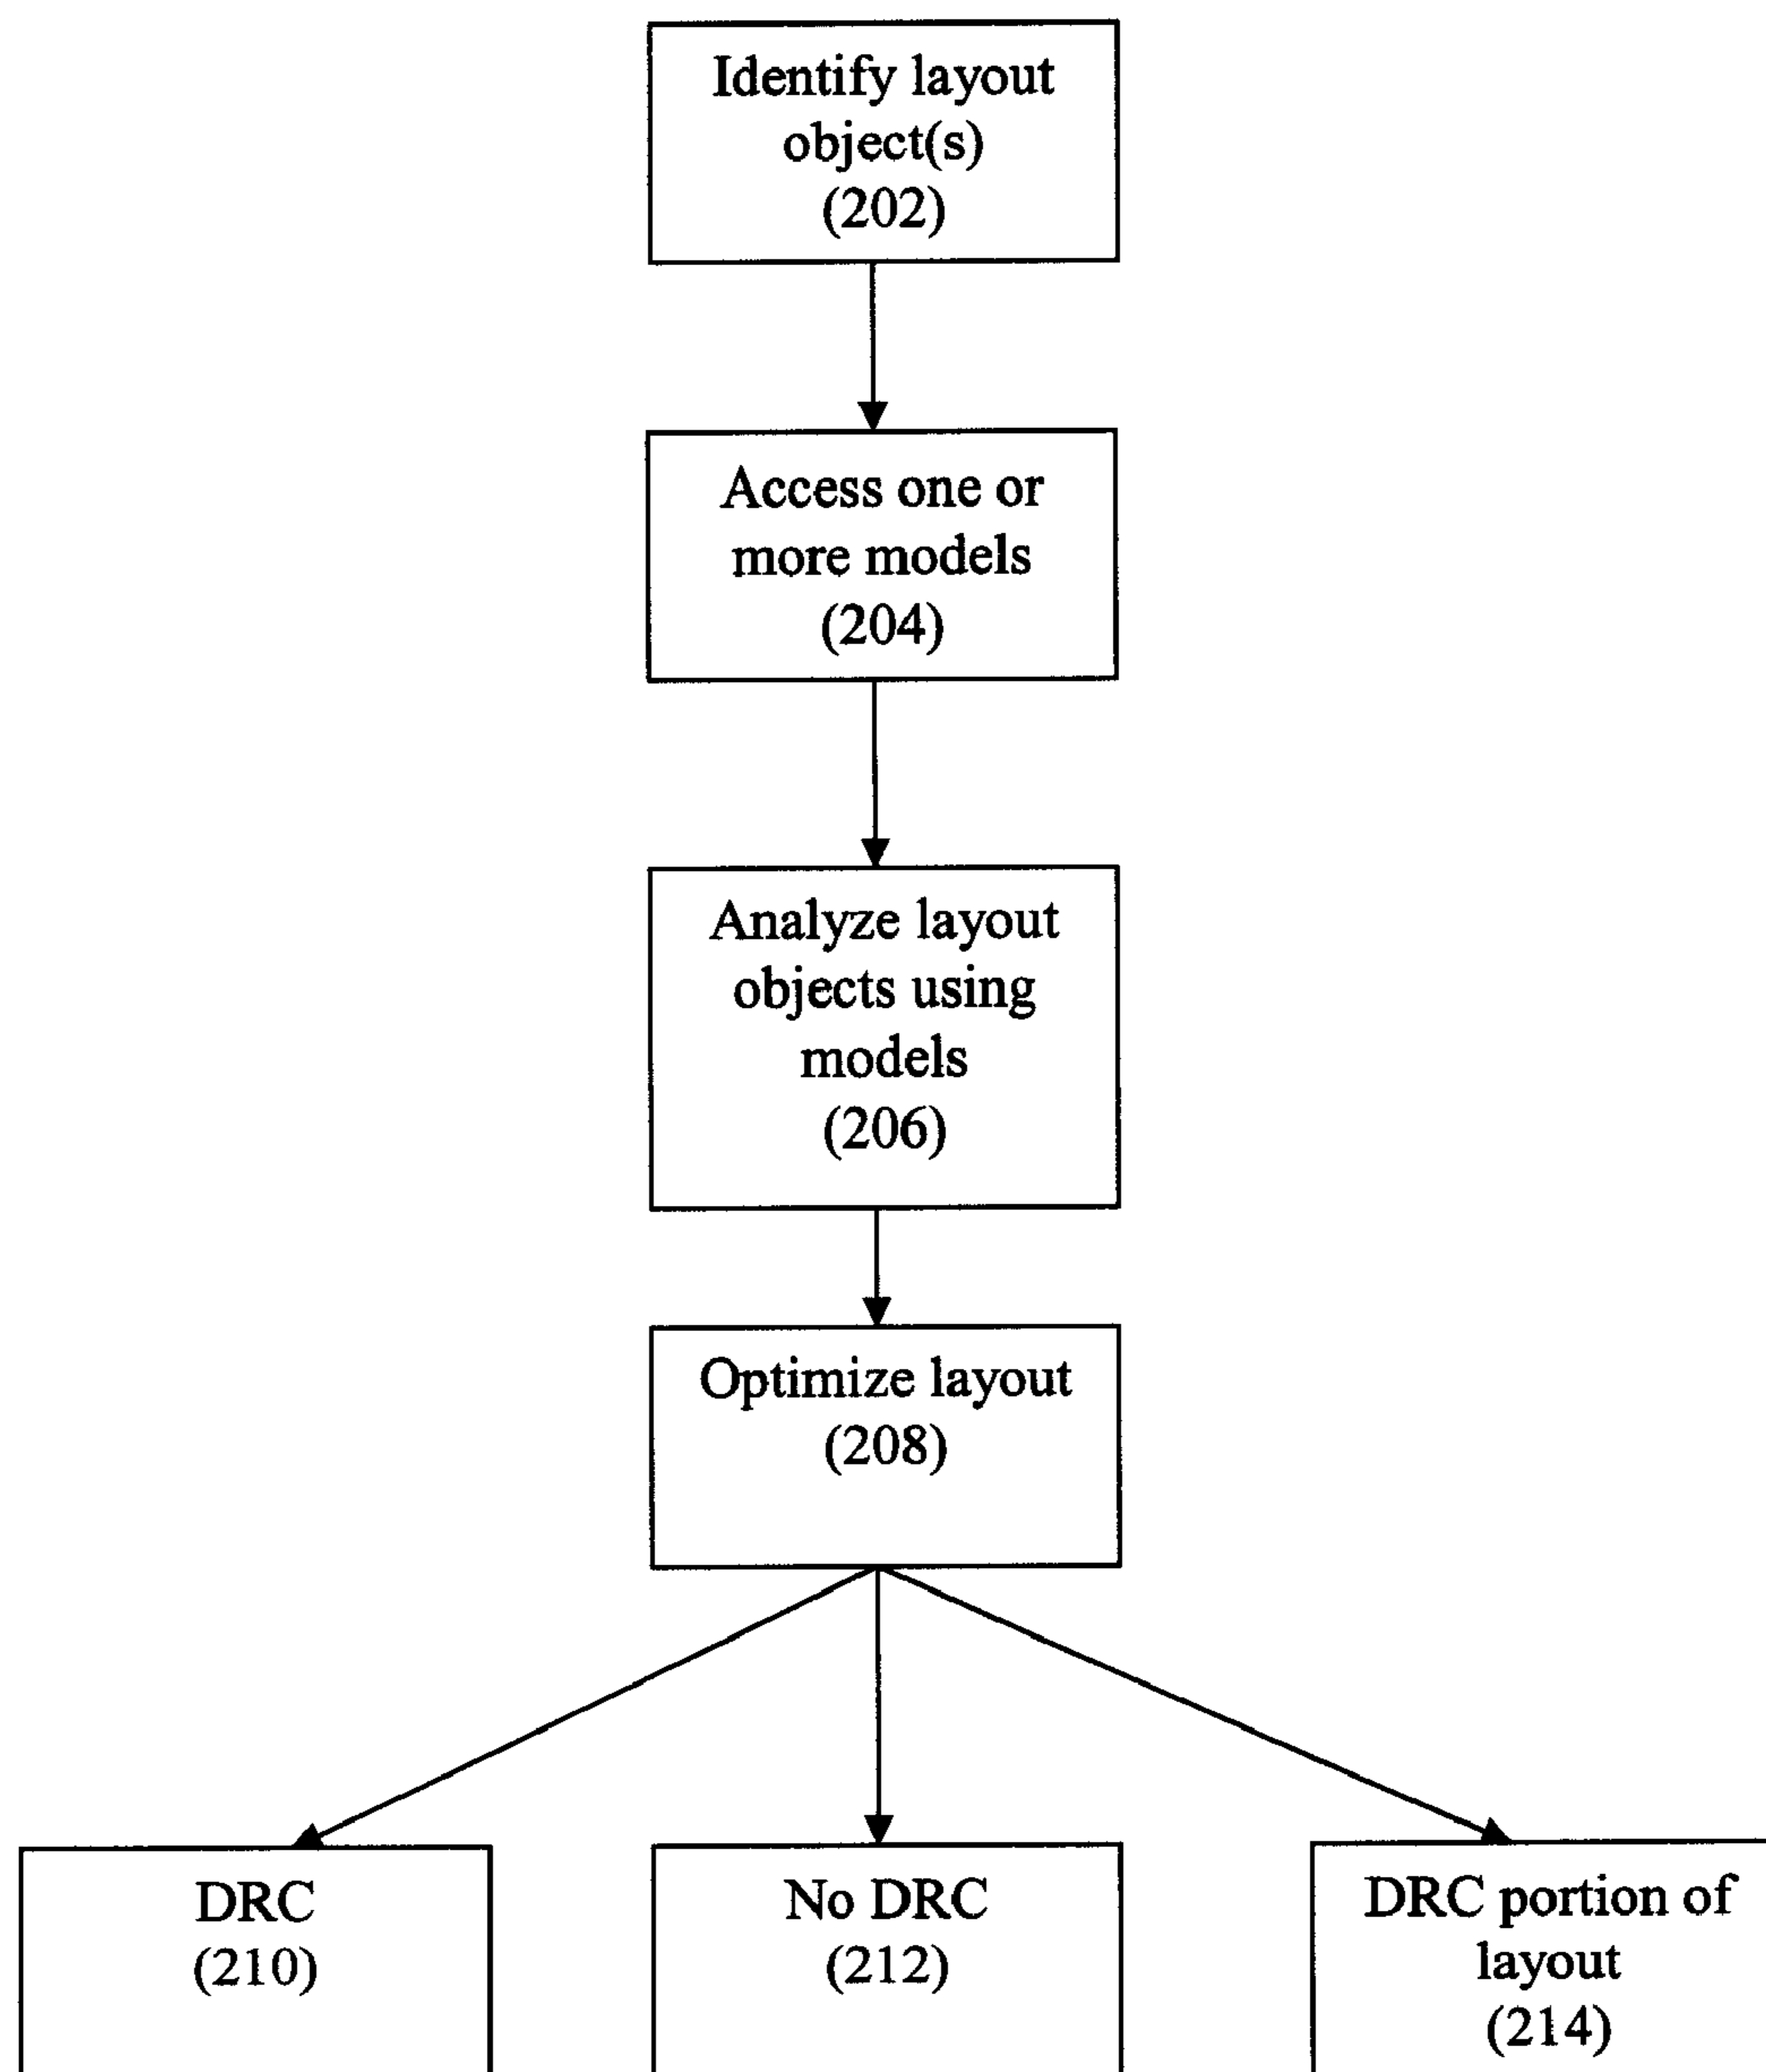 Identify layout
object(s)
(202)
Access one or
more models
(204)
Analyze layout
objects using
models
(206)
Optimize layout
(208)
DRC
(210)
No DRC
(212)
DRC portion of
layout
(214)